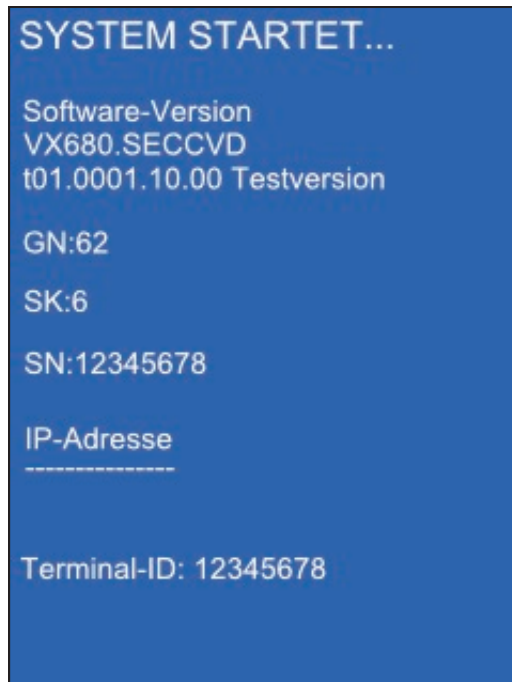 SYSTEM STARTET...
Software-Version
VX680.SECCVD
t01.0001.10.00 Testversion
GN:62
SK:6
SN:12345678
IP-Adresse
---------------
Terminal-ID: 12345678